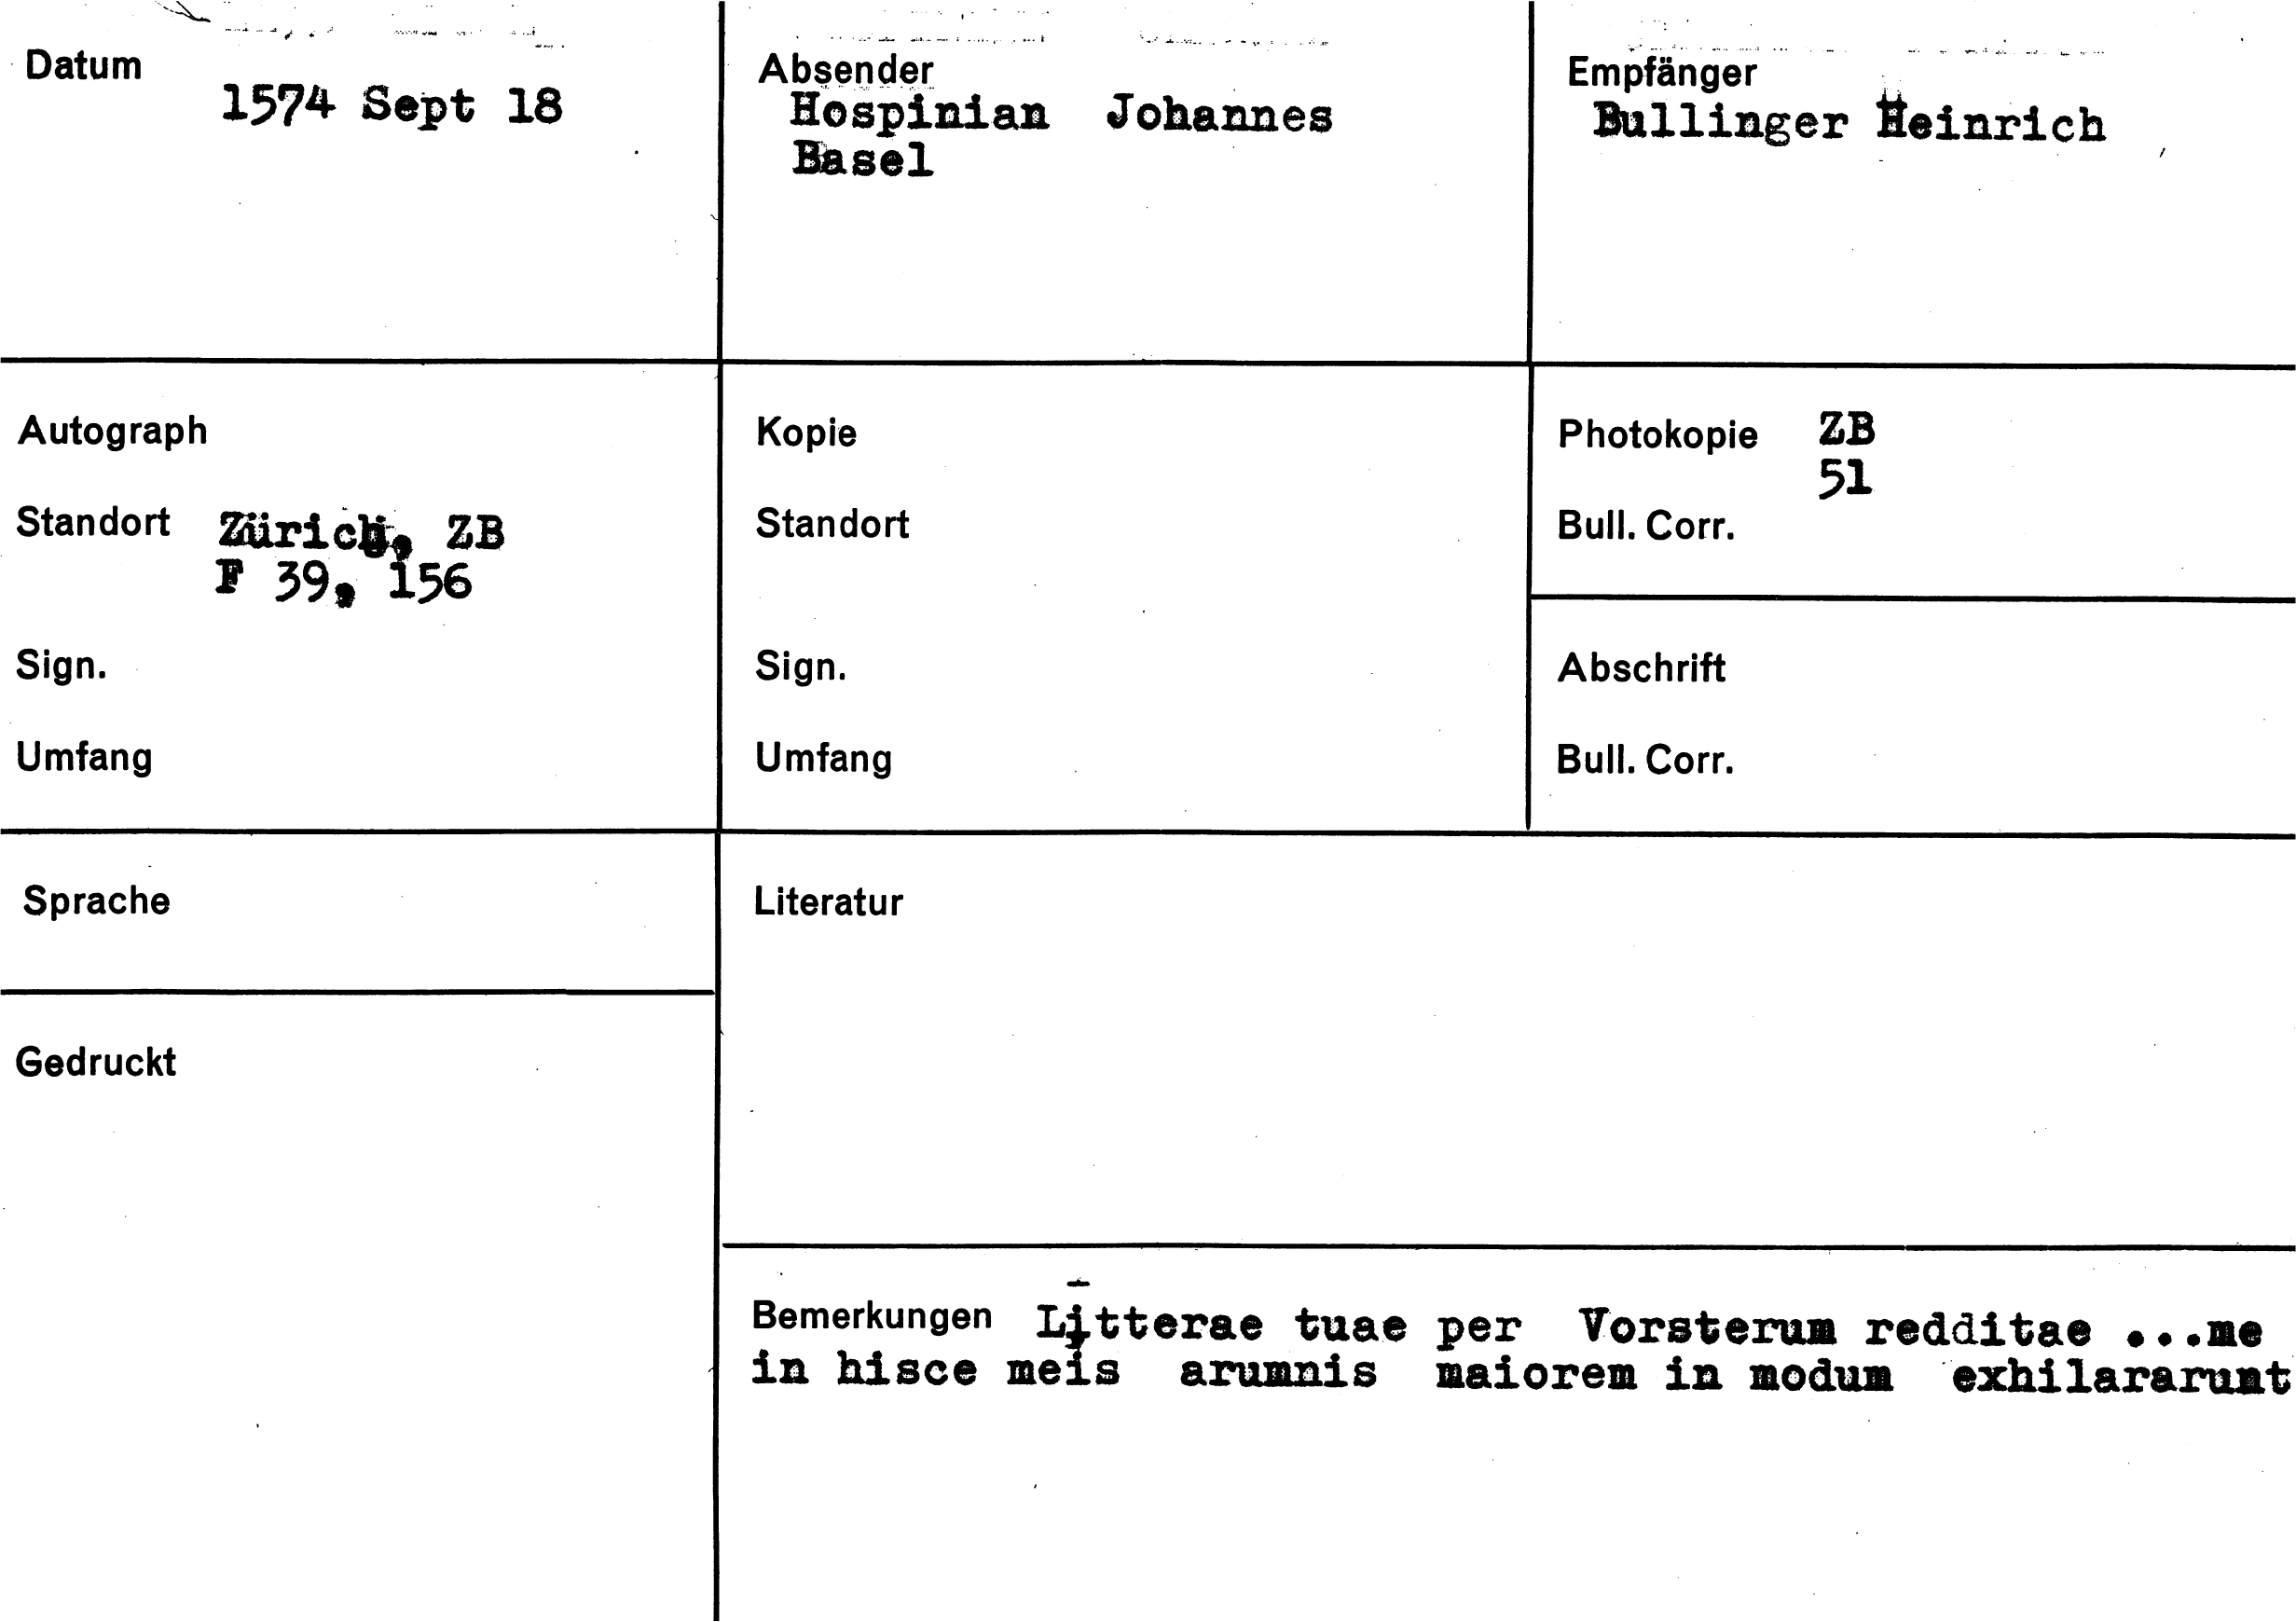 Datum
1574 Sept 18
Absender
Hospinian Johannes
Basel
Empfänger
Bullinger Heinrich
Autograph
Standort Zürich, ZB
F 39, 156
Sign.
Umfang
Kopie
Standort
Sign.
Umfang
Photokopie ZB
51
Bull. Corr.
Abschrift
Bull. Corr.
Sprache
Literatur
Gedruckt
Bemerkungen Litterae tuae per Vorsterum redditae ...me
in hisce meis arumnis maiorem in modum exhilararunt